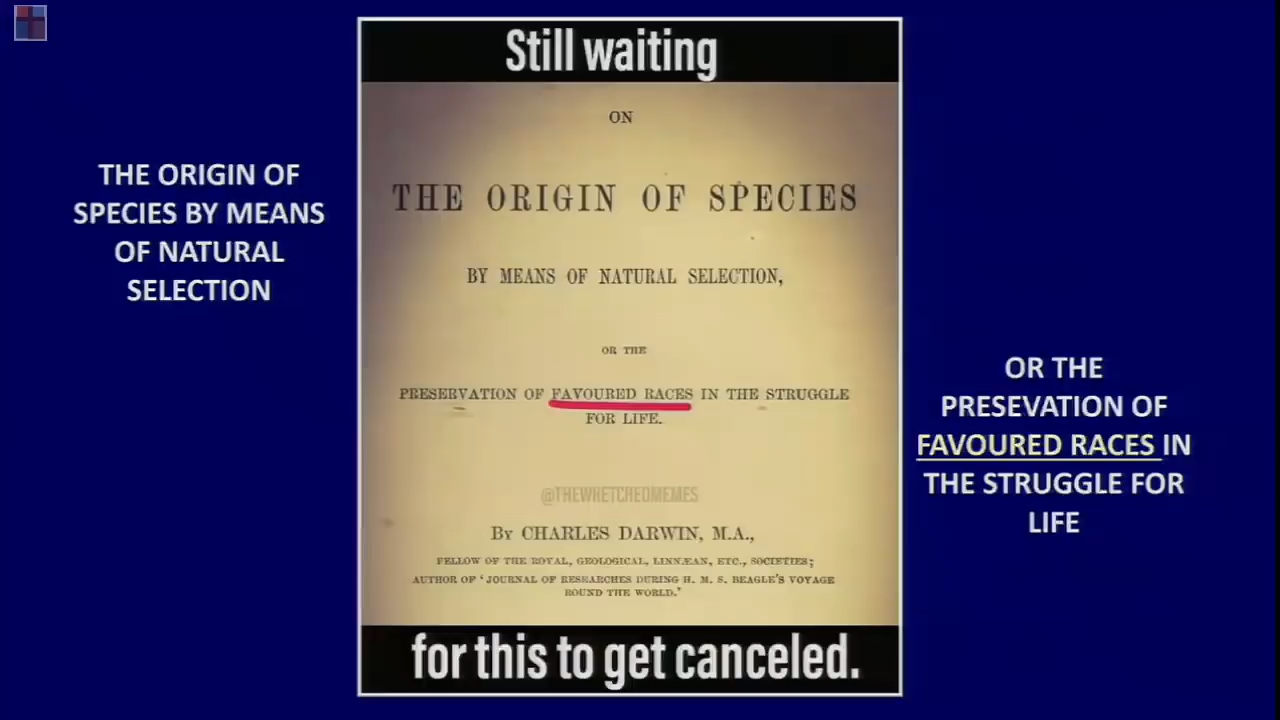 Still waiting
ON
THE ORIGIN OF SPECIES
BY MEANS OF NATURAL SELECTION,
OR THE
PRESERVATION OF FAVOURED RACES IN THE STRUGGLE
FOR LIFE.
@THEWRETCHEDMEMES
By CHARLES DARWIN, M.A.,
FELLOW OF THE ROYAL, GEOLOGICAL, LINNÆAN, ETC., SOCIETIES;
AUTHOR OF 'JOURNAL OF RESEARCHES DURING H. M. S. BEAGLE'S VOYAGE
ROUND THE WORLD.'
for this to get canceled.
THE ORIGIN OF
SPECIES BY MEANS
OF NATURAL
SELECTION
OR THE
PRESEVATION OF
FAVOURED RACES IN
THE STRUGGLE FOR
LIFE